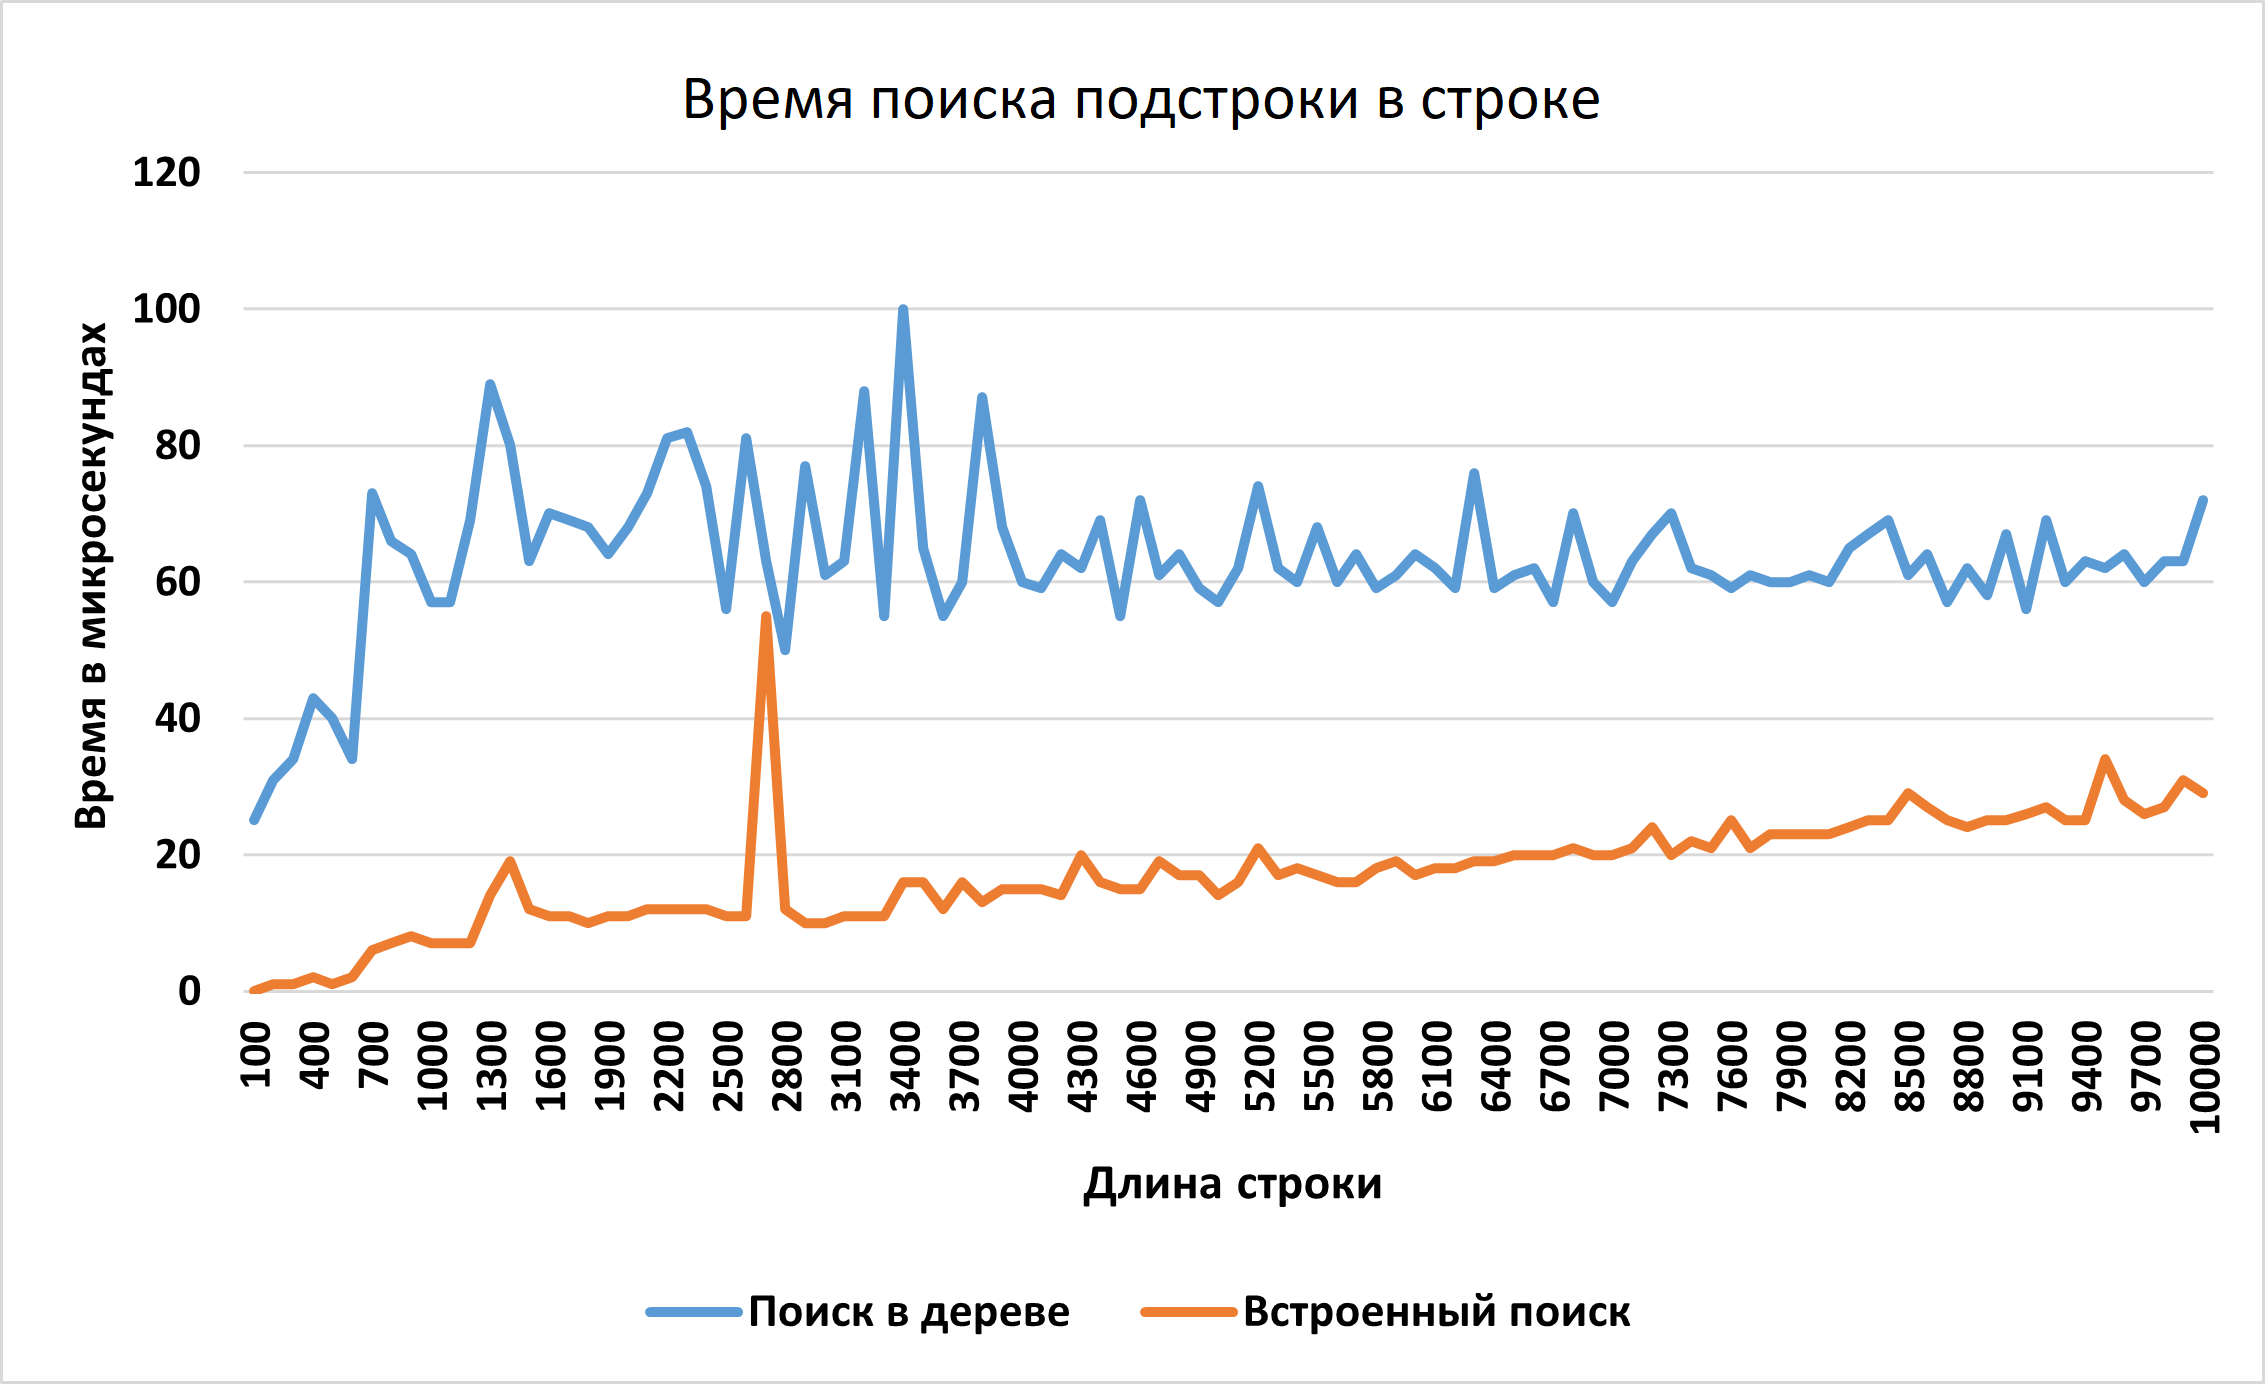 Время поиска подстроки в строке
120
100
80
60
40
20
0
Время в микросекундах
100 400 700 1000 1300 1600 1900 2200 2500 2800 3100 3400 3700 4000 4300 4600 4900 5200 5500 5800 6100 6400 6700 7000 7300 7600 7900 8200 8500 8800 9100 9400 9700 10000
Длина строки
Поиск в дереве Встроенный поиск